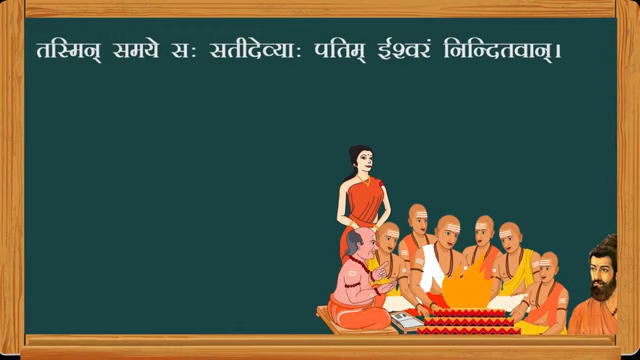 तस्मिन् समये सः सतीदेव्याः पतिम् ईश्वरं निन्दितवान्।